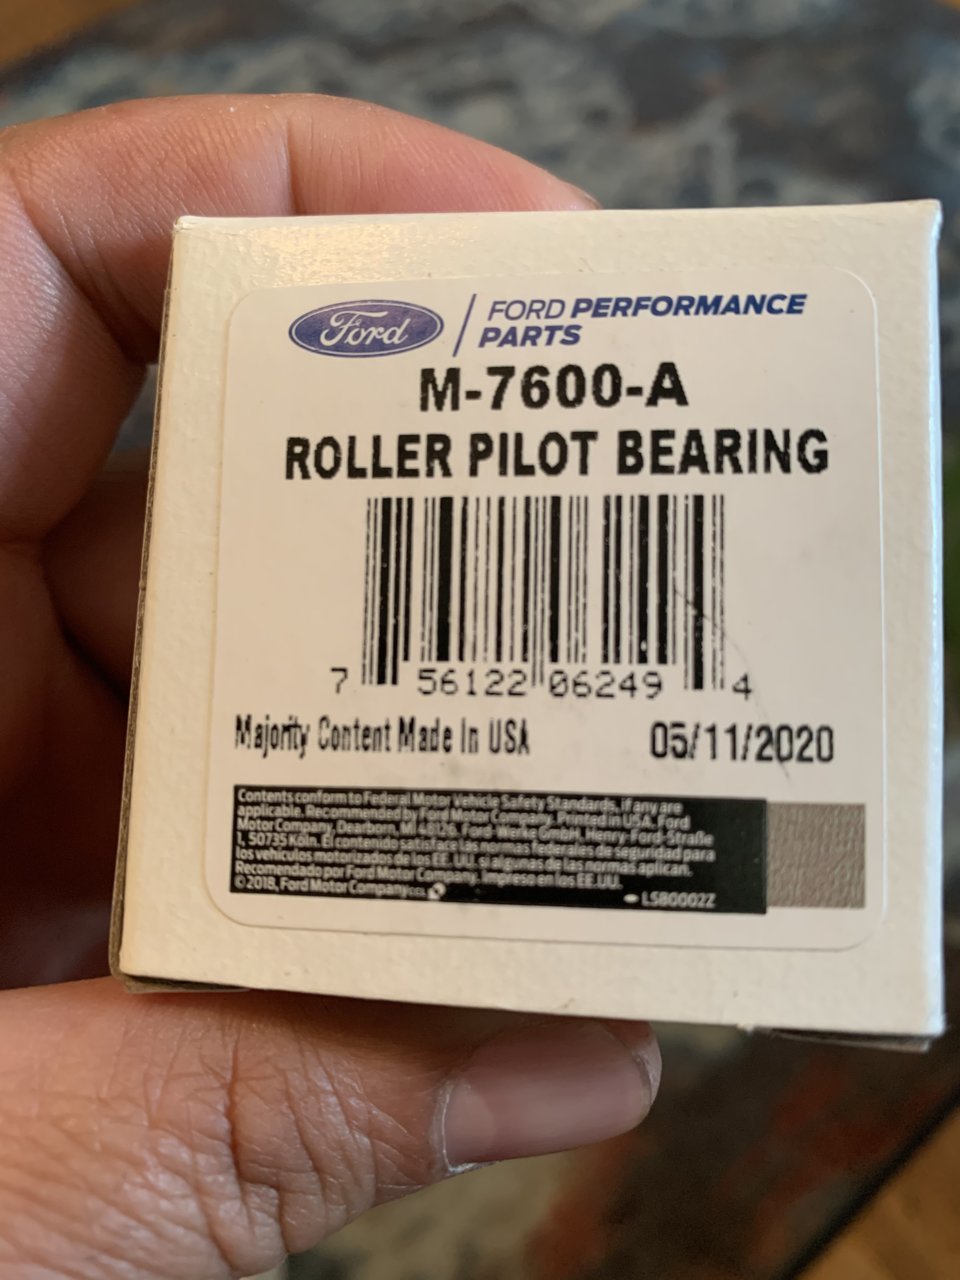 Ford
FORD PERFORMANCE
PARTS
M-7600-A
ROLLER PILOT BEARING
7 56122 06249 4
Majority Content Made In USA 05/11/2020
Contents conform to Federal Motor Vehicle Safety Standards, if any are
applicable. Recommended by Ford Motor Company. Printed in USA. Ford
Motor Company, Dearborn, MI 48126. Ford-Werke GmbH, Henry-Ford-Straße
1, 50735 Köln. El contenido satisface las normas federales de seguridad para
los vehículos motorizados de los EE. UU. si algunas de las normas aplican.
Recomendado por Ford Motor Company. Impreso en los EE.UU.
©2018, Ford Motor Company
LSB0002Z